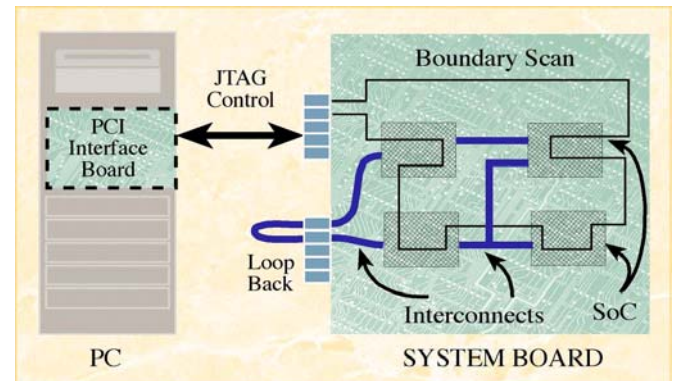 Boundary Scan
JTAG
Control
PCI
Interface
Board
Loop
Back
Interconnects
SoC
PC
SYSTEM BOARD